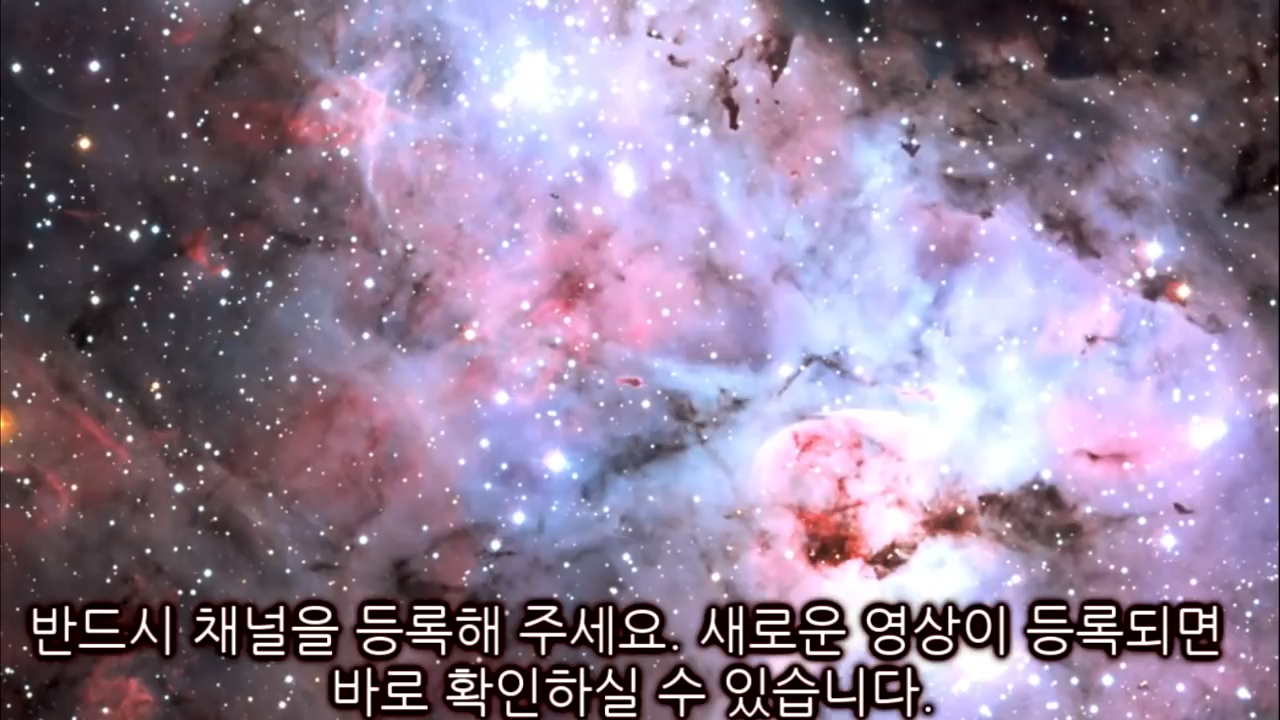 반드시 채널을 등록해 주세요. 새로운 영상이 등록되면
바로 확인하실 수 있습니다.